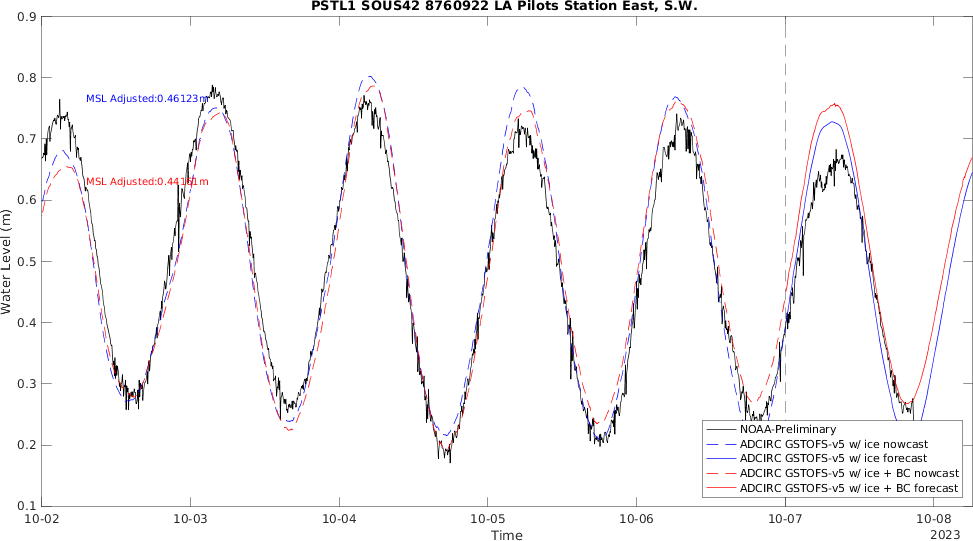 PSTL1 SOUS42 8760922 LA Pilots Station East, S.W.
0.9
0.8
MSL Adjusted:0.46123m
0.7
MSL Adjusted:0.44161m
0.6
Water Level (m)
0.5
0.4
0.3
0.2
0.1
NOAA-Preliminary
ADCIRC GSTOFS-v5 w/ ice nowcast
ADCIRC GSTOFS-v5 w/ ice forecast
ADCIRC GSTOFS-v5 w/ ice + BC nowcast
ADCIRC GSTOFS-v5 w/ ice + BC forecast
10-02 10-03 10-04 10-05 10-06 10-07 10-08
Time
2023